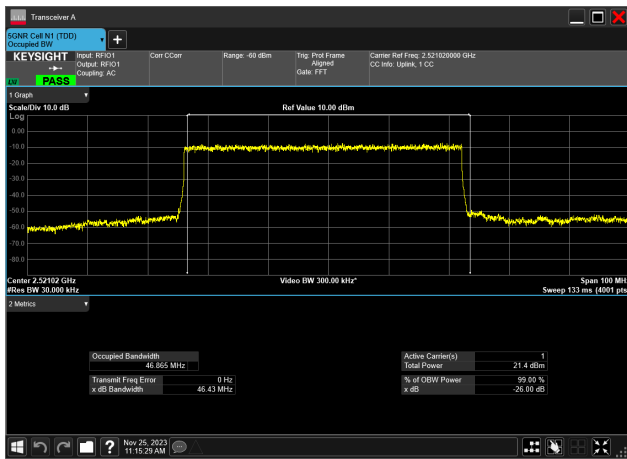 Transceiver A
5GNR Cell N1 (TDD)
Occupied BW
KEYSIGHT
Input: RFIO1
Output: RFIO1
Coupling: AC
Corr CCorr
Range: -60 dBm
Trig: Prot Frame
Aligned
Gate: FFT
Carrier Ref Freq: 2.521020000 GHz
CC Info: Uplink, 1 CC
PASS
1 Graph
Scale/Div 10.0 dB
Ref Value 10.00 dBm
Log
0.00
-10.0
-20.0
-30.0
-40.0
-50.0
-60.0
-70.0
-80.0
Center 2.52102 GHz
Video BW 300.00 kHz*
Span 100 MHz
#Res BW 30.000 kHz
Sweep 133 ms (4001 pts)
2 Metrics
Occupied Bandwidth
46.865 MHz
Active Carrier(s) 1
Total Power 21.4 dBm
Transmit Freq Error 0 Hz
x dB Bandwidth 46.43 MHz
% of OBW Power 99.00 %
x dB -26.00 dB
Nov 25, 2023
11:15:29 AM